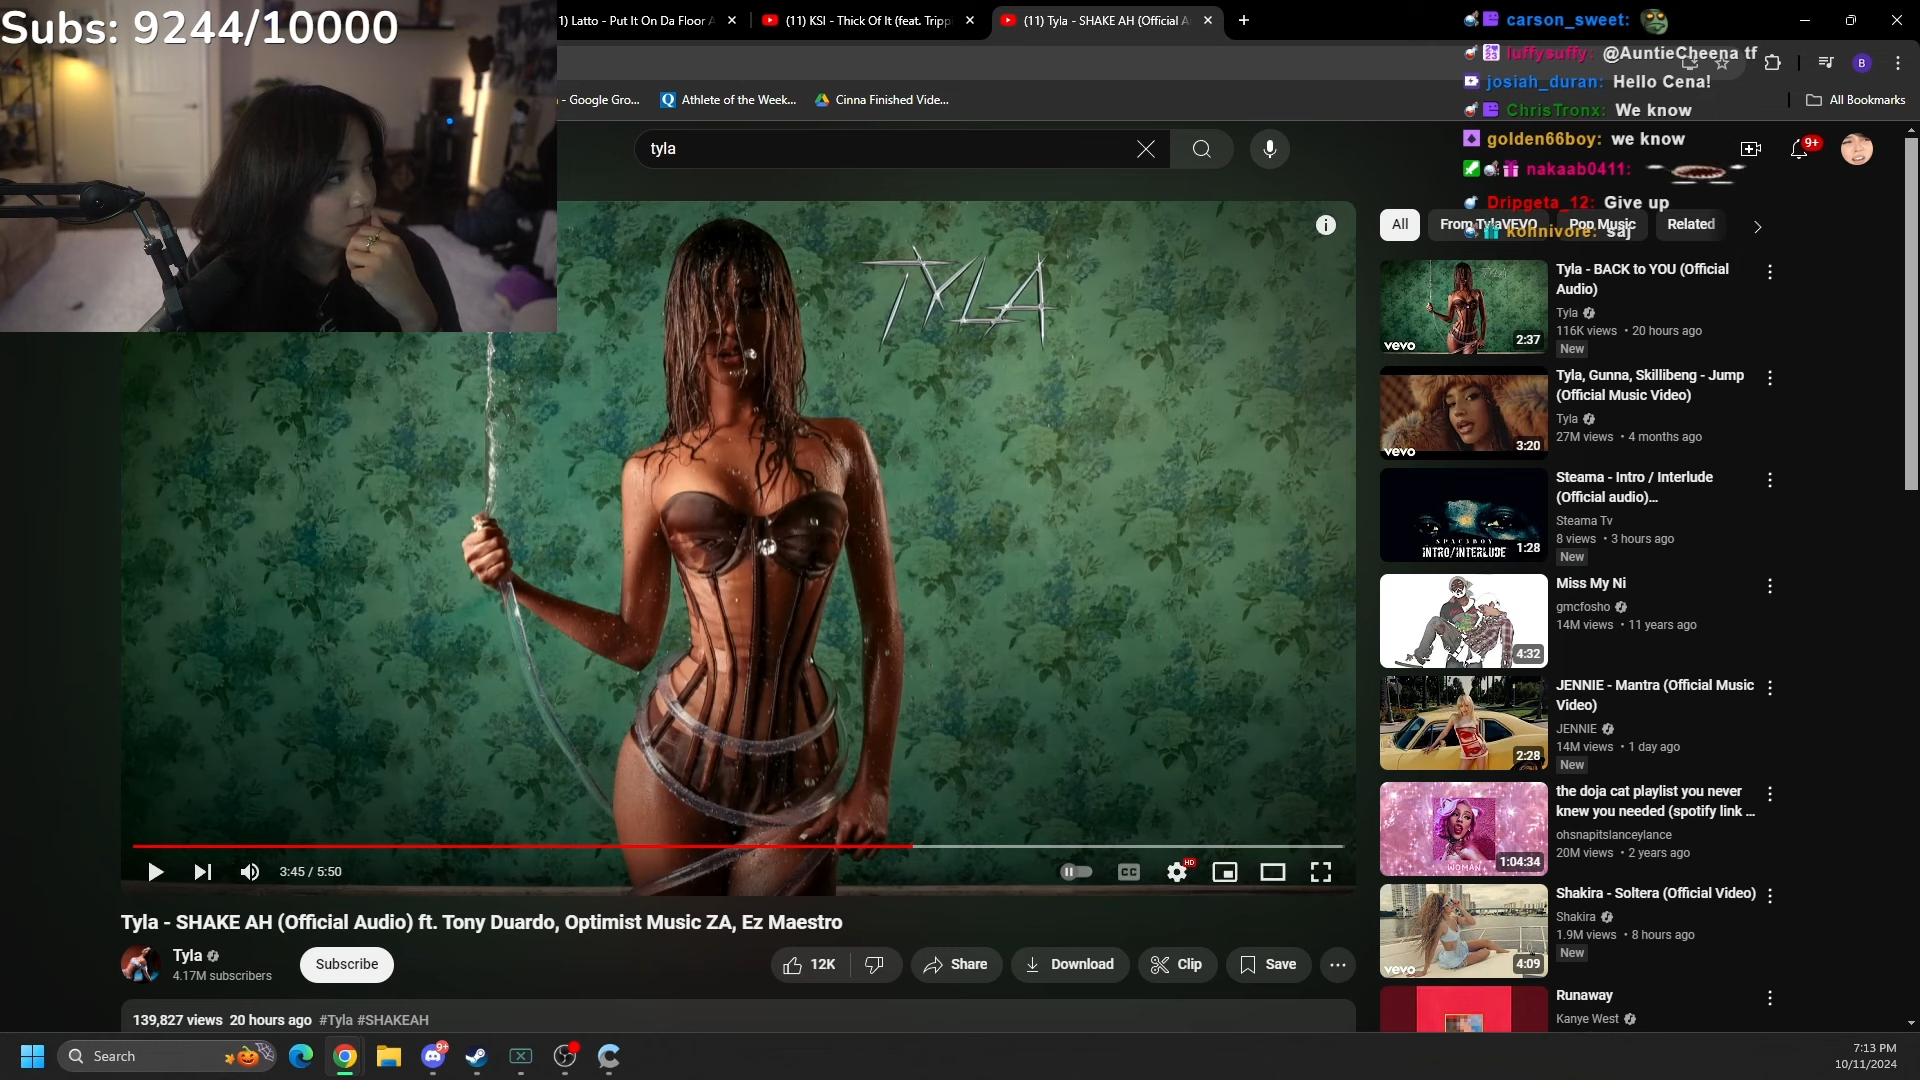 Subs: 9244/10000
1) Latto - Put It On Da Floor A
(11) KSI - Thick Of It (feat. Tripp
(11) Tyla - SHAKE AH (Official A
- Google Gro...
Athlete of the Week...
Cinna Finished Vide...
All Bookmarks
B
carson_sweet:
luffysuffy: @AuntieCheena tf
josiah_duran: Hello Cena!
ChrisTronx: We know
golden66boy: we know
nakaab0411:
Dripgeta_12: Give up
konnivore: saj
tyla
9+
All
From TylaVEVO
Pop Music
Related
TYLA
Tyla - BACK to YOU (Official
Audio)
Tyla
116K views • 20 hours ago
New
vevo
2:37
Tyla, Gunna, Skillibeng - Jump
(Official Music Video)
Tyla
27M views • 4 months ago
vevo
3:20
Steama - Intro / Interlude
(Official audio)...
Steama Tv
8 views • 3 hours ago
New
SPAC3BOY
INTRO/INTERLUDE
1:28
Miss My Ni
gmcfosho
14M views • 11 years ago
4:32
JENNIE - Mantra (Official Music
Video)
JENNIE
14M views • 1 day ago
New
2:28
the doja cat playlist you never
knew you needed (spotify link ...
ohsnapitslanceylance
20M views • 2 years ago
WOMAN
1:04:34
Shakira - Soltera (Official Video)
Shakira
1.9M views • 8 hours ago
New
vevo
4:09
Runaway
Kanye West
3:45 / 5:50
CC
HD
Tyla - SHAKE AH (Official Audio) ft. Tony Duardo, Optimist Music ZA, Ez Maestro
Tyla
4.17M subscribers
Subscribe
12K
Share
Download
Clip
Save
139,827 views 20 hours ago #Tyla #SHAKEAH
Search
9+
7:13 PM
10/11/2024